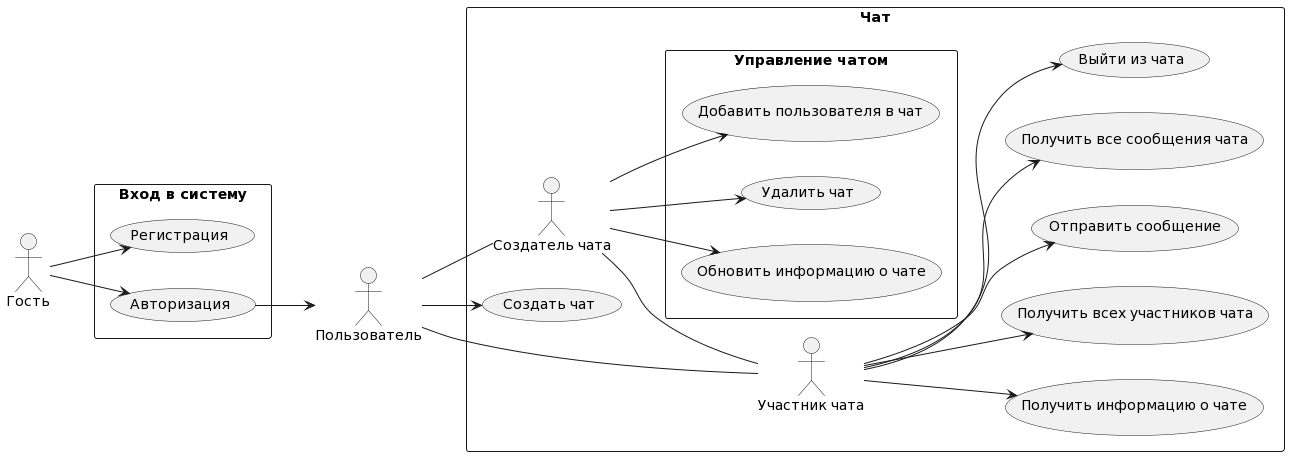 Чат
Управление чатом
Выйти из чата
Добавить пользователя в чат
Получить все сообщения чата
Вход в систему
Удалить чат
Регистрация
Отправить сообщение
Создатель чата
Обновить информацию о чате
Гость
Авторизация
Создать чат
Получить всех участников чата
Пользователь
Участник чата
Получить информацию о чате